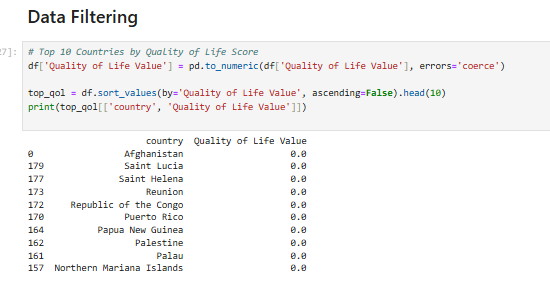 Data Filtering
7]: # Top 10 Countries by Quality of Life Score
df['Quality of Life Value'] = pd.to_numeric(df['Quality of Life Value'], errors='coerce')
top_qol = df.sort_values(by='Quality of Life Value', ascending=False).head(10)
print(top_qol[['country', 'Quality of Life Value']])
country Quality of Life Value
0 Afghanistan 0.0
179 Saint Lucia 0.0
177 Saint Helena 0.0
173 Reunion 0.0
172 Republic of the Congo 0.0
170 Puerto Rico 0.0
164 Papua New Guinea 0.0
162 Palestine 0.0
161 Palau 0.0
157 Northern Mariana Islands 0.0